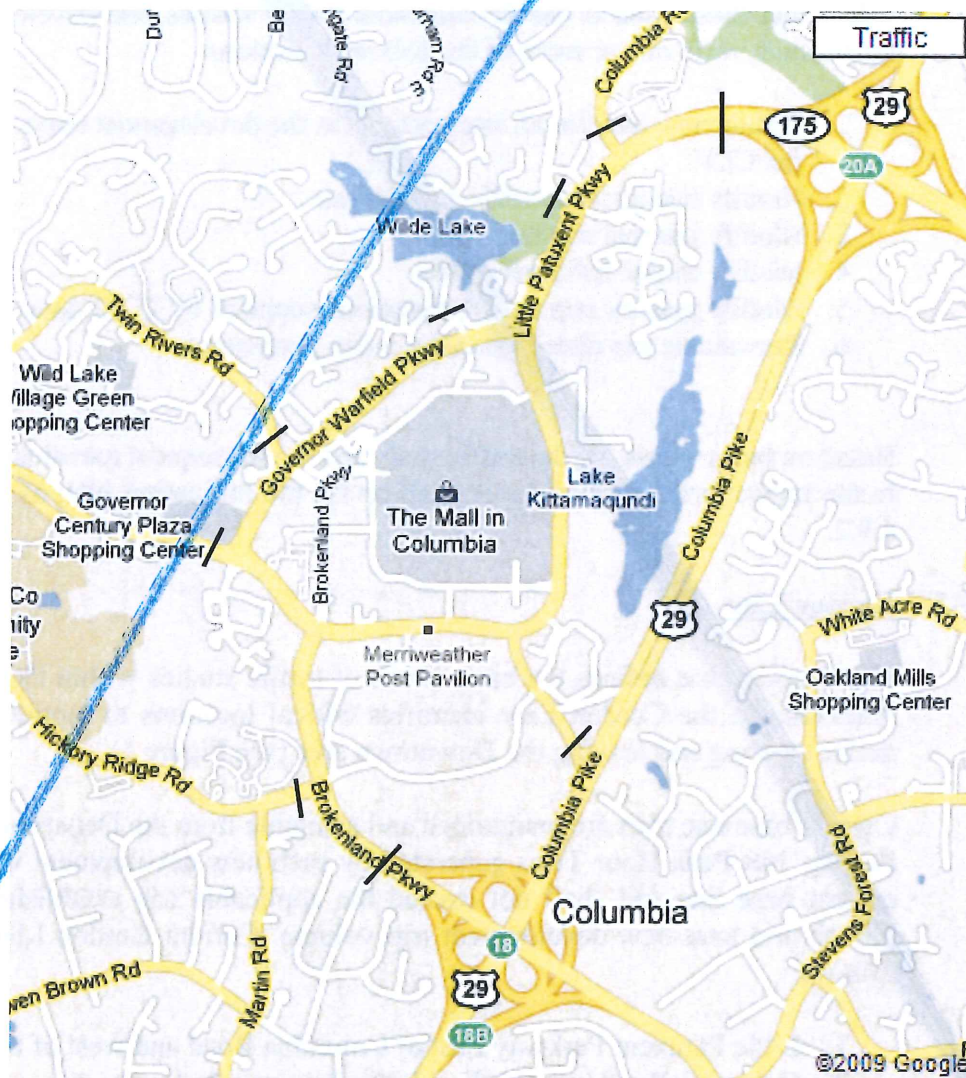 Columbia Rd
Traffic
29
175
20A
Wilde Lake
Little Patuxent Pkwy
Twin Rivers Rd
Governor Warfield Pkwy
Wild Lake
Village Green
Shopping Center
Lake
Kittamaqundi
Columbia Pike
Brokenland Pkwy
The Mall in
Columbia
Governor
Century Plaza
Shopping Center
29
White Acre Rd
Merriweather
Post Pavilion
Oakland Mills
Shopping Center
Hickory Ridge Rd
Brokenland Pkwy
Columbia Pike
Stevens Forest Rd
Columbia
18
29
18B
Martin Rd
wen Brown Rd
©2009 Google